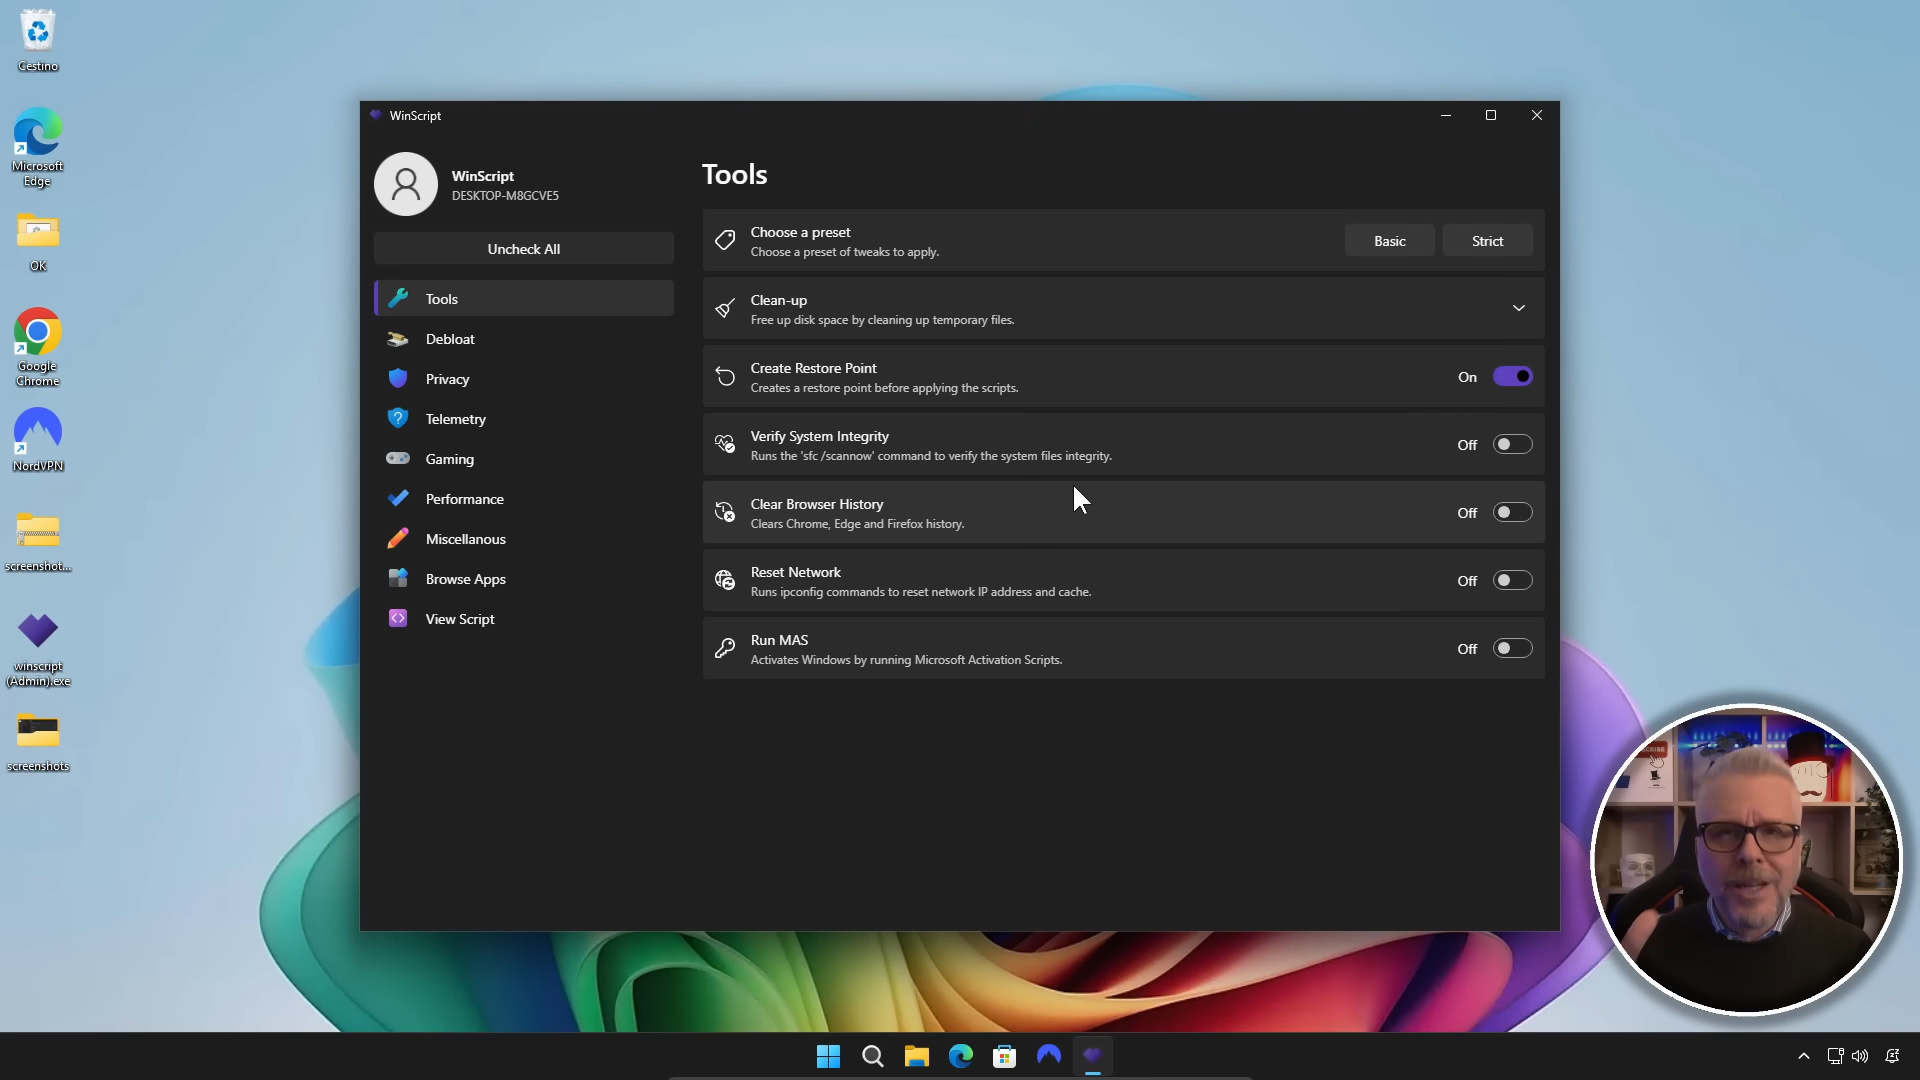 Cestino
Microsoft
Edge
OK
Google
Chrome
NordVPN
screenshot...
winscript
(Admin).exe
screenshots
WinScript
WinScript
DESKTOP-M8GCVE5
Uncheck All
Tools
Debloat
Privacy
Telemetry
Gaming
Performance
Miscellanous
Browse Apps
View Script
Tools
Choose a preset
Choose a preset of tweaks to apply.
Basic
Strict
Clean-up
Free up disk space by cleaning up temporary files.
Create Restore Point
Creates a restore point before applying the scripts.
On
Verify System Integrity
Runs the 'sfc /scannow' command to verify the system files integrity.
Off
Clear Browser History
Clears Chrome, Edge and Firefox history.
Off
Reset Network
Runs ipconfig commands to reset network IP address and cache.
Off
Run MAS
Activates Windows by running Microsoft Activation Scripts.
Off